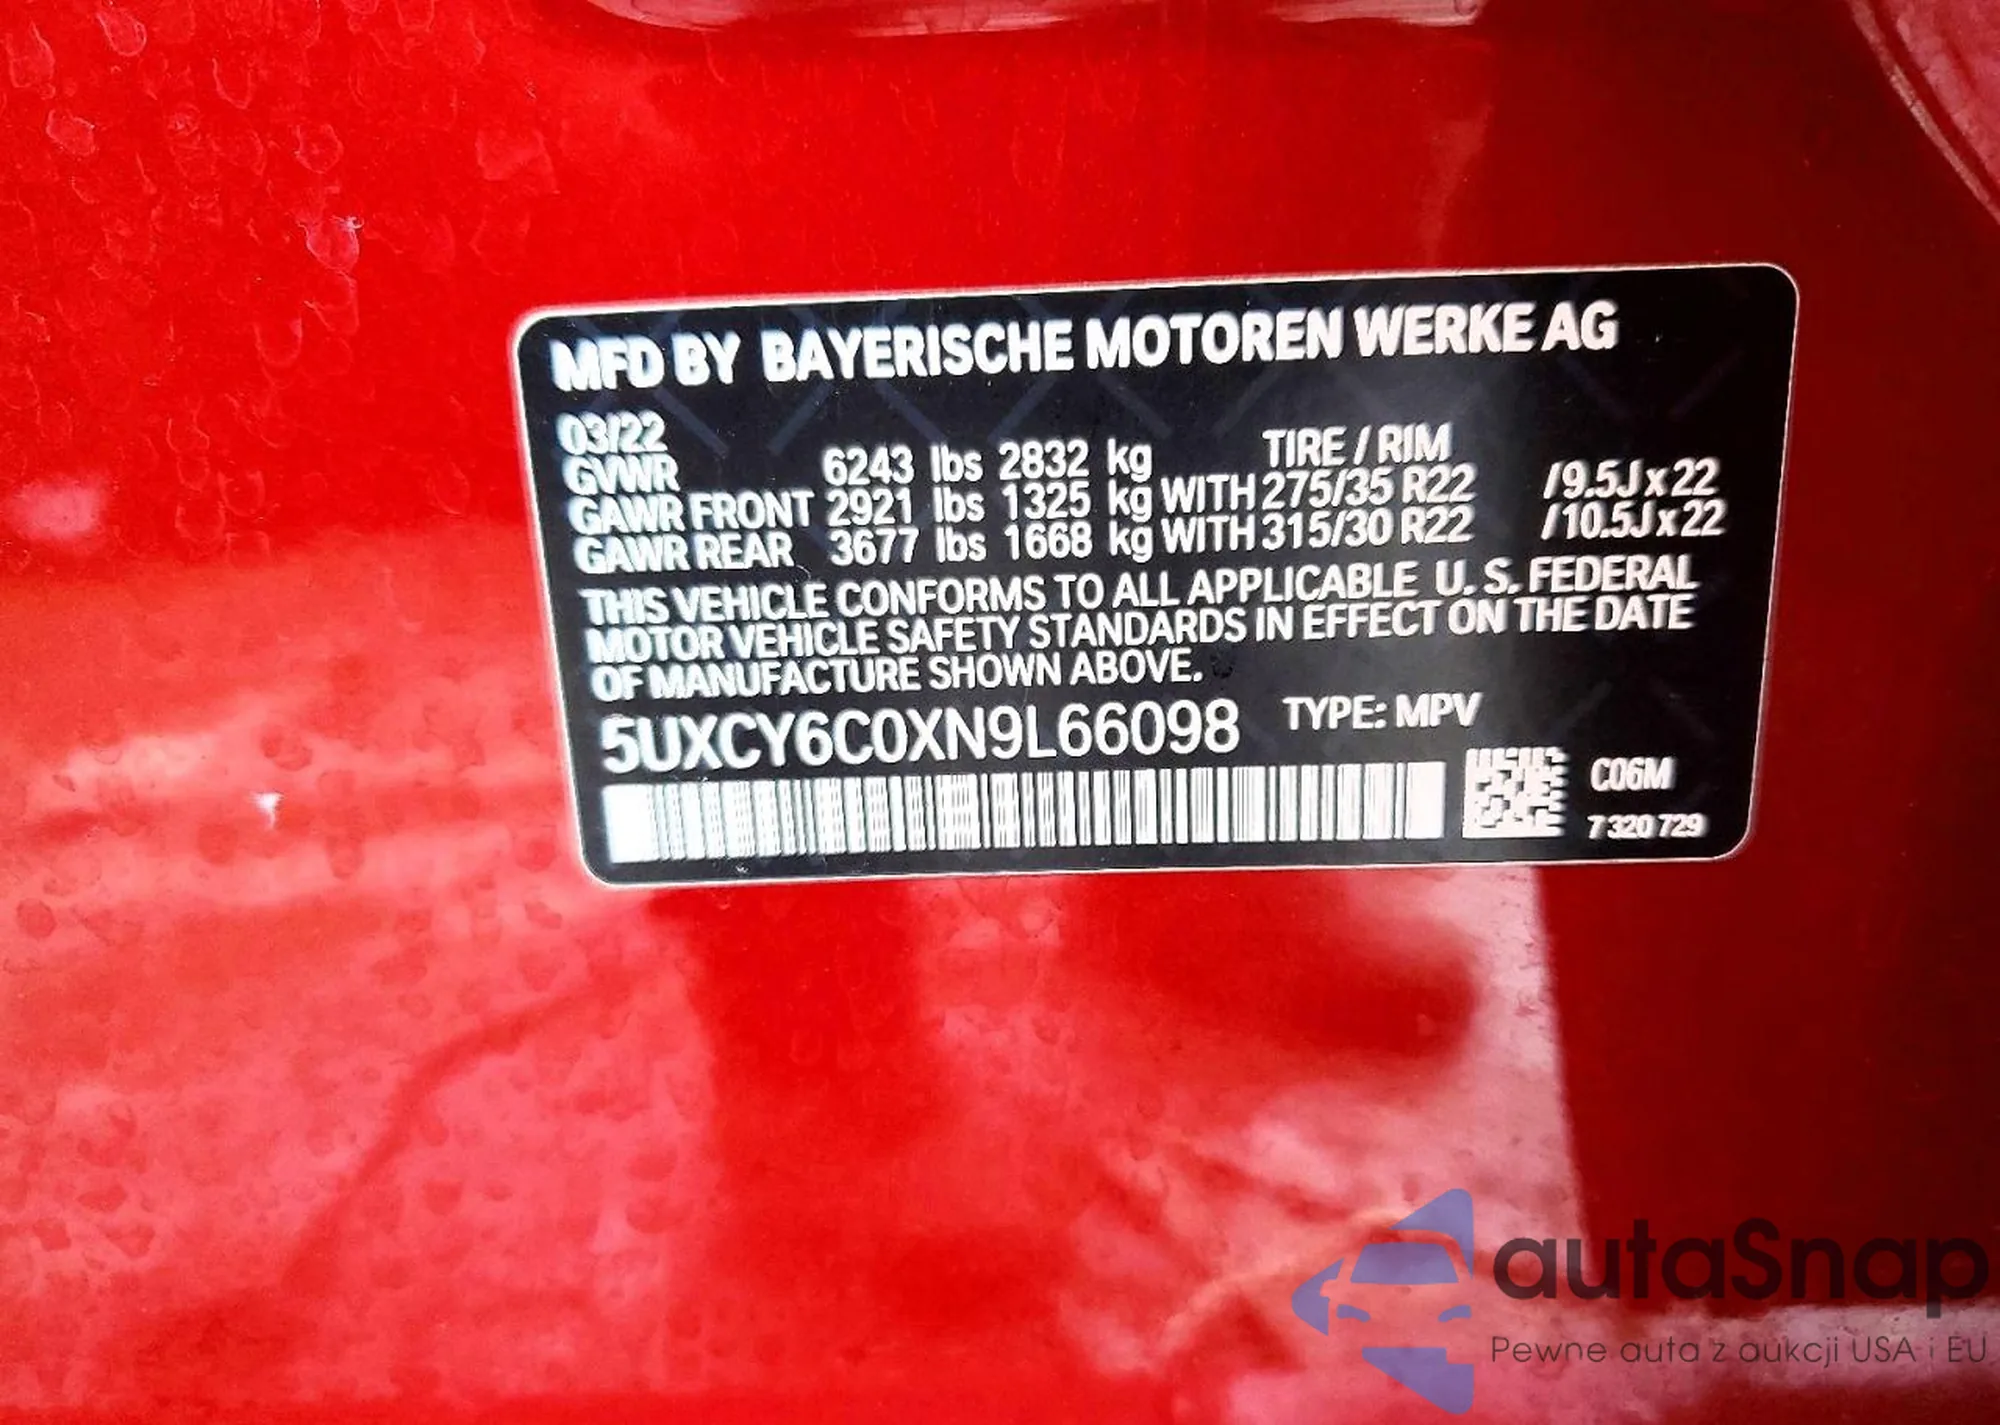 MFD BY BAYERISCHE MOTOREN WERKE AG
03/22 TIRE / RIM
GVWR 6243 lbs 2832 kg
GAWR FRONT 2921 lbs 1325 kg WITH 275/35 R22 /9.5J x 22
GAWR REAR 3677 lbs 1668 kg WITH 315/30 R22 /10.5J x 22
THIS VEHICLE CONFORMS TO ALL APPLICABLE U. S. FEDERAL
MOTOR VEHICLE SAFETY STANDARDS IN EFFECT ON THE DATE
OF MANUFACTURE SHOWN ABOVE.
5UXCY6C0XN9L66098 TYPE: MPV
C06M
7 320 729
autaSnap
Pewne auta z aukcji USA i EU